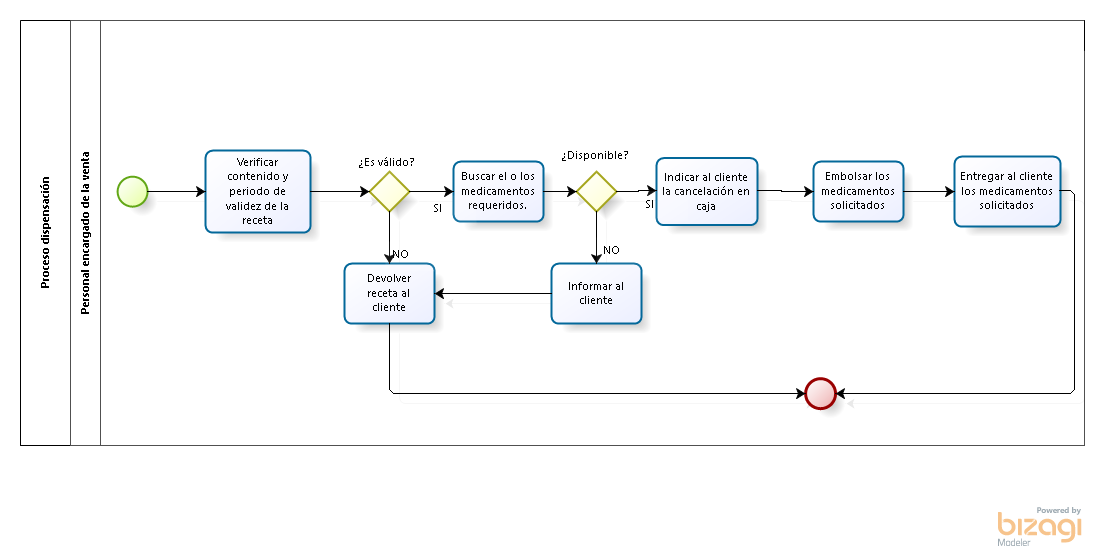 Proceso dispensación
Personal encargado de la venta
Verificar
contenido y
periodo de
validez de la
receta
¿Es válido?
SI
NO
Buscar el o los
medicamentos
requeridos.
¿Disponible?
SI
NO
Indicar al cliente
la cancelación en
caja
Embolsar los
medicamentos
solicitados
Entregar al cliente
los medicamentos
solicitados
Devolver
receta al
cliente
Informar al
cliente
Powered by
bizagi
Modeler